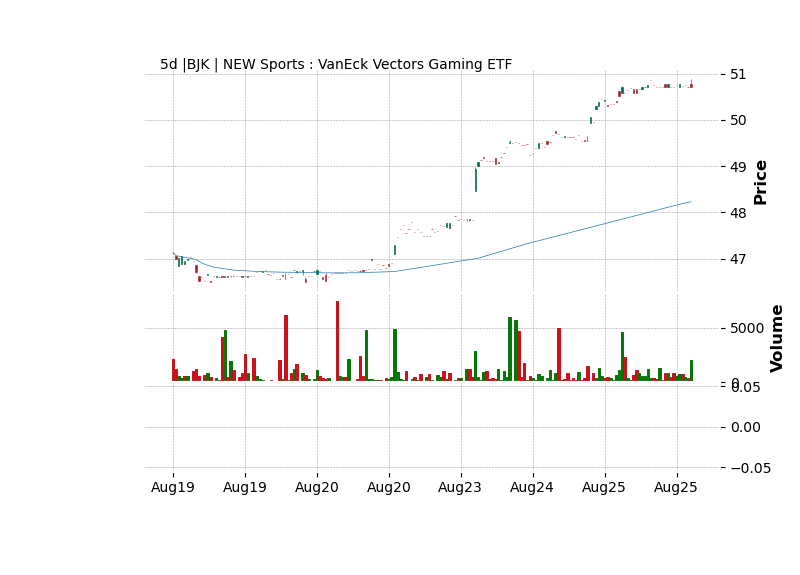 5d |BJK | NEW Sports : VanEck Vectors Gaming ETF
51
50
49
48
47
Price
5000
0
Volume
0.05
0.00
−0.05
Aug19 Aug19 Aug20 Aug20 Aug23 Aug24 Aug25 Aug25